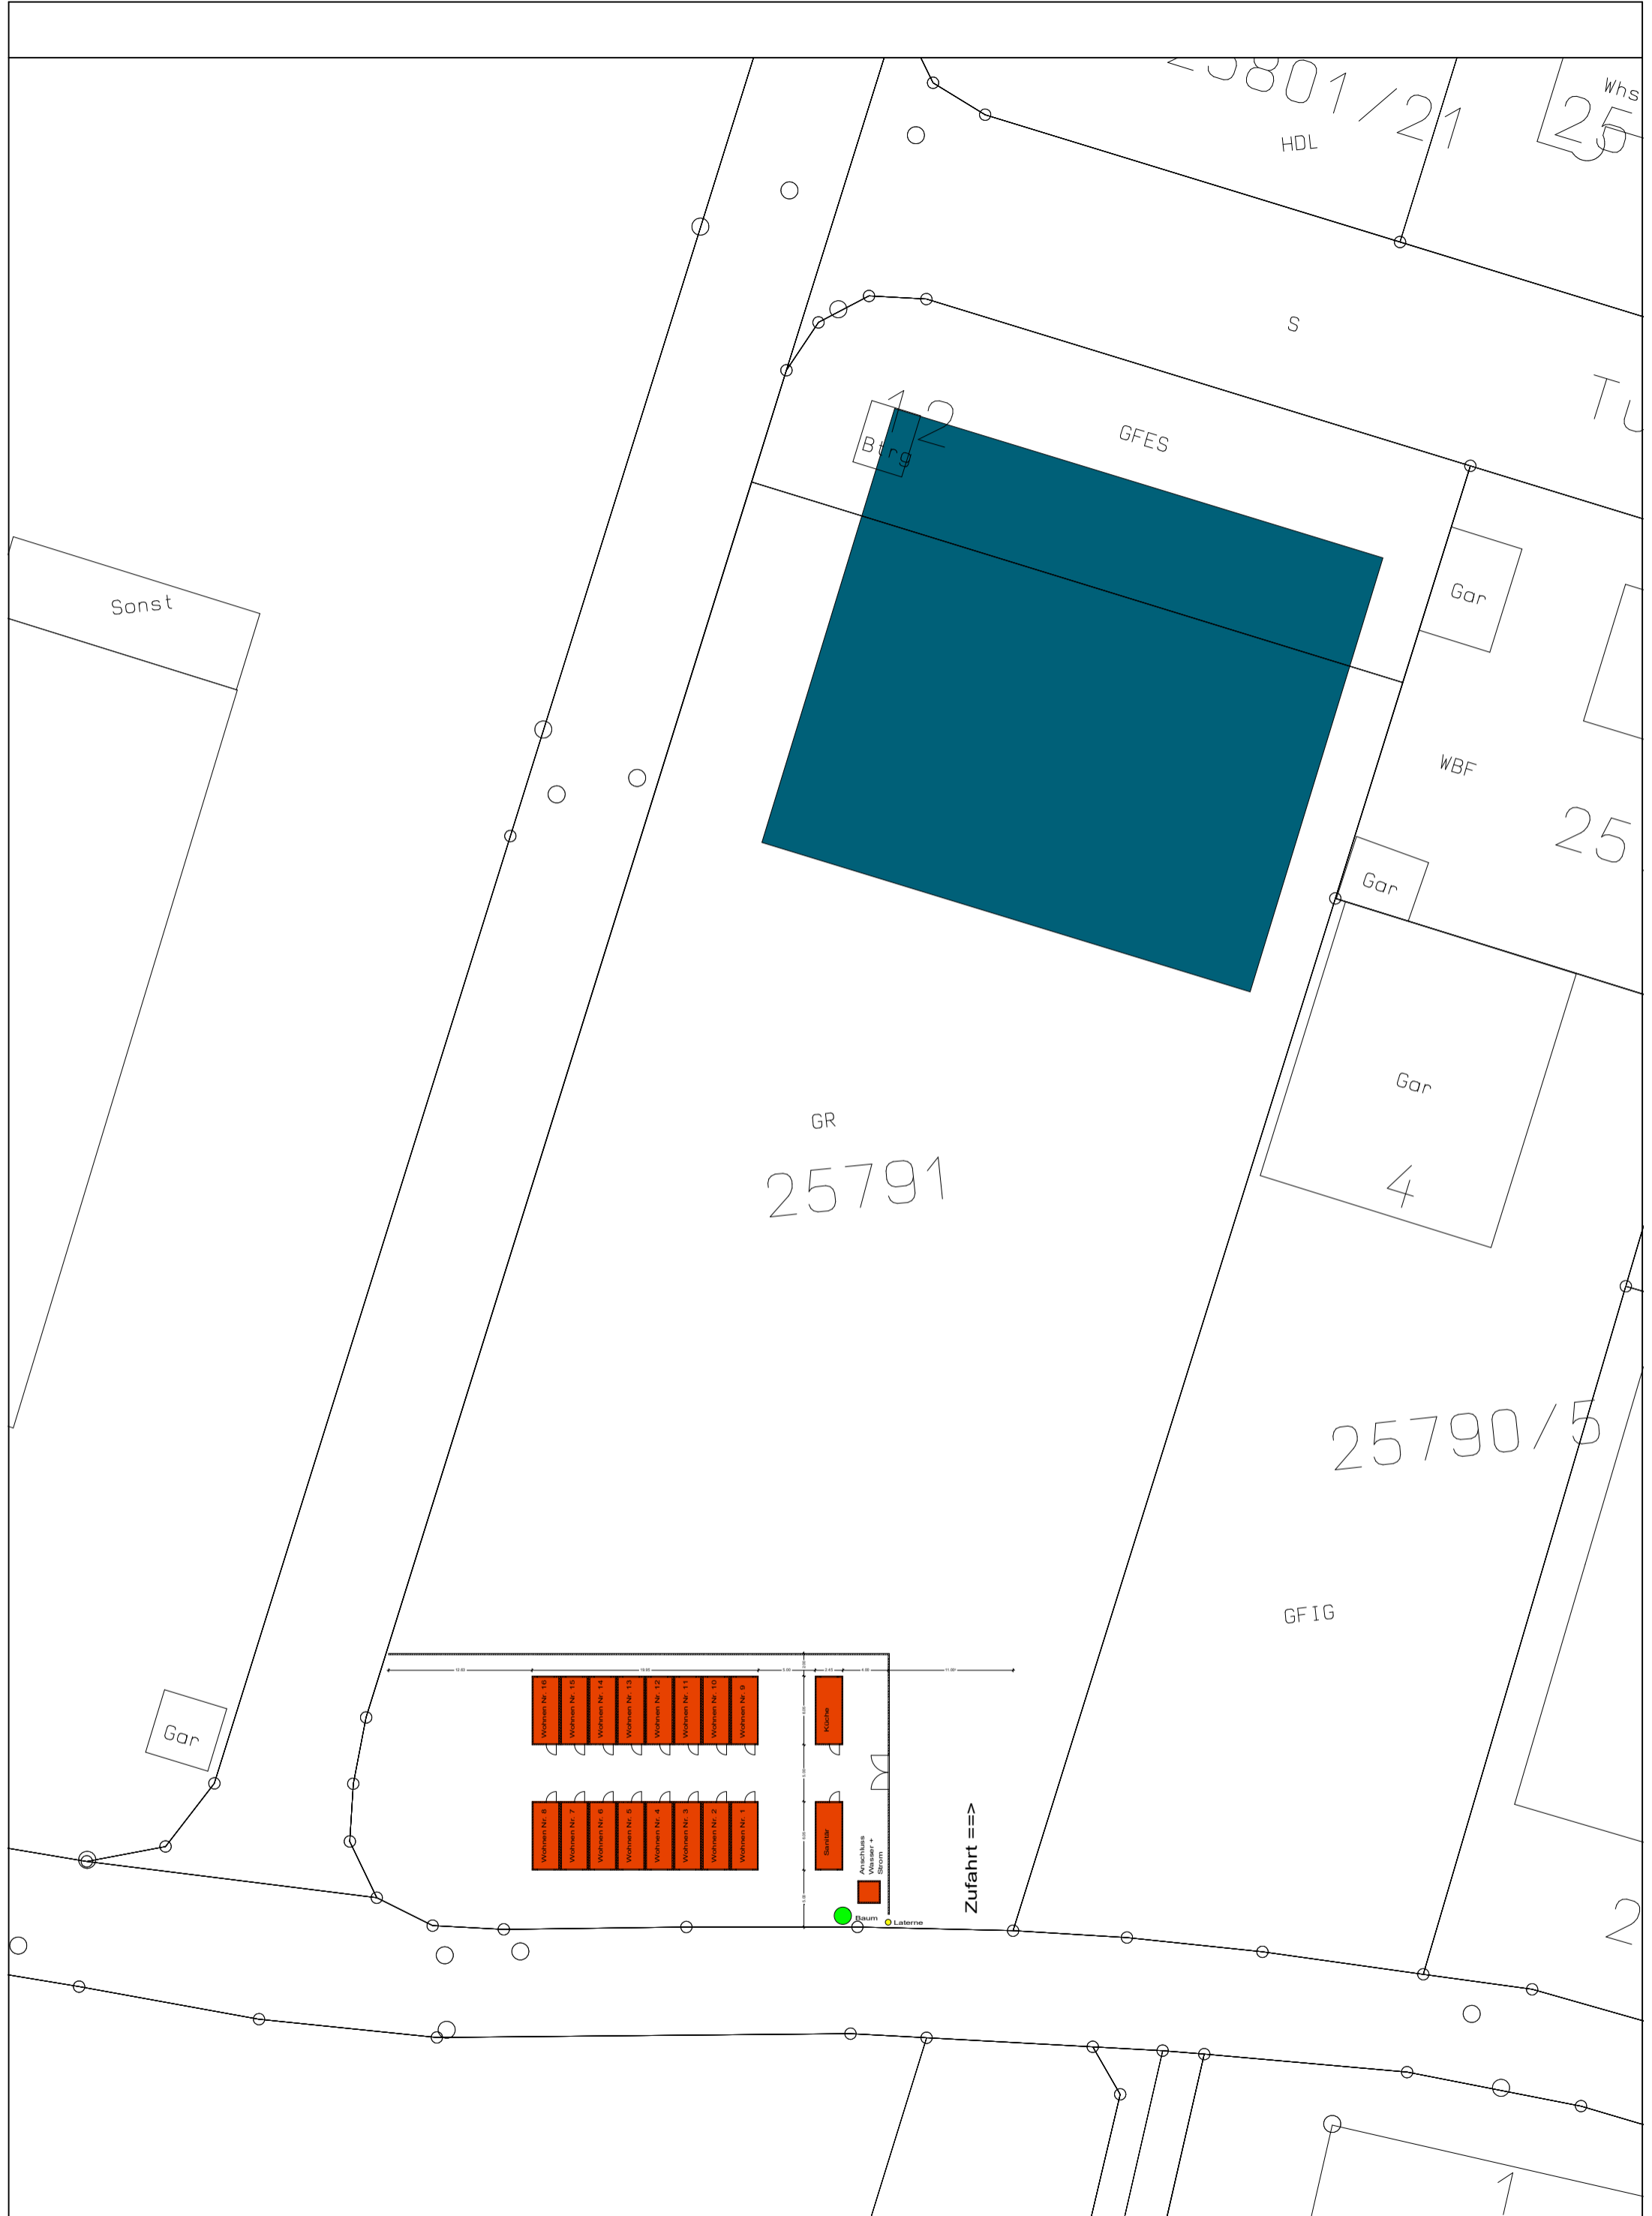 25801/21
Whs
25
HDL
S
Tu
12
Btrg
GFES
Gar
Sonst
WBF
25
Gar
Gar
4
GR
25791
25790/5
GFIG
Gar
Wohnen Nr. 16
Wohnen Nr. 15
Wohnen Nr. 14
Wohnen Nr. 13
Wohnen Nr. 12
Wohnen Nr. 11
Wohnen Nr. 10
Wohnen Nr. 9
Küche
Wohnen Nr. 8
Wohnen Nr. 7
Wohnen Nr. 6
Wohnen Nr. 5
Wohnen Nr. 4
Wohnen Nr. 3
Wohnen Nr. 2
Wohnen Nr. 1
Sanitär
Anschluss
Wasser +
Strom
Zufahrt ==>
Baum
Laterne
2
1